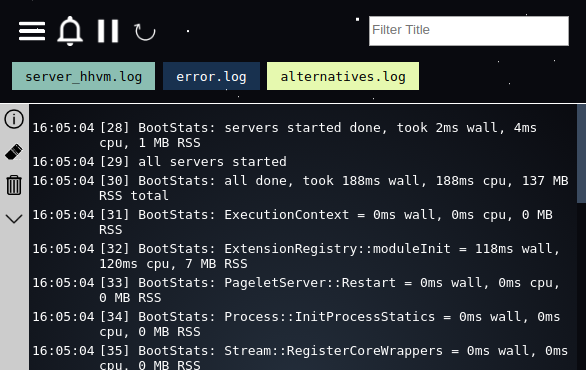 Filter Title
server_hhvm.log error.log alternatives.log
16:05:04 [28] BootStats: servers started done, took 2ms wall, 4ms
cpu, 1 MB RSS
16:05:04 [29] all servers started
16:05:04 [30] BootStats: all done, took 188ms wall, 188ms cpu, 137 MB
RSS total
16:05:04 [31] BootStats: ExecutionContext = 0ms wall, 0ms cpu, 0 MB
RSS
16:05:04 [32] BootStats: ExtensionRegistry::moduleInit = 118ms wall,
120ms cpu, 7 MB RSS
16:05:04 [33] BootStats: PageletServer::Restart = 0ms wall, 0ms cpu,
0 MB RSS
16:05:04 [34] BootStats: Process::InitProcessStatics = 0ms wall, 0ms
cpu, 0 MB RSS
16:05:04 [35] BootStats: Stream::RegisterCoreWrappers = 0ms wall, 0ms
cpu, 0 MB RSS